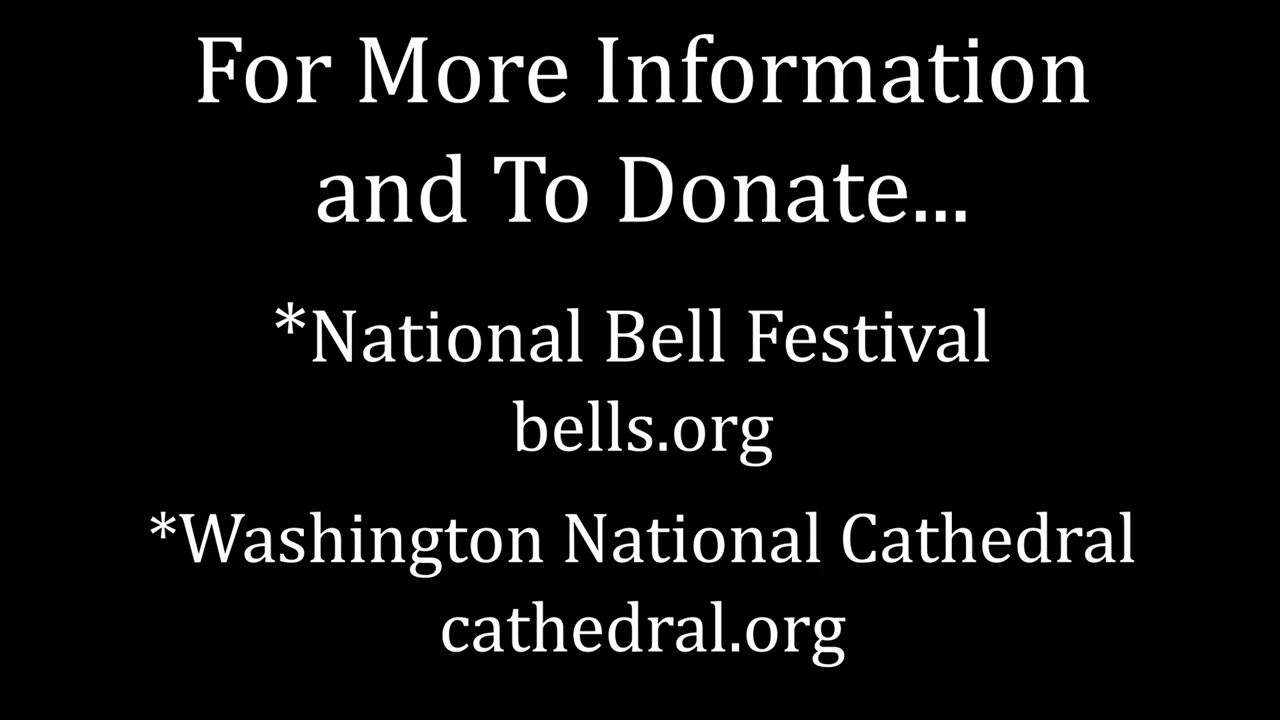 For More Information
and To Donate...
*National Bell Festival
bells.org
*Washington National Cathedral
cathedral.org